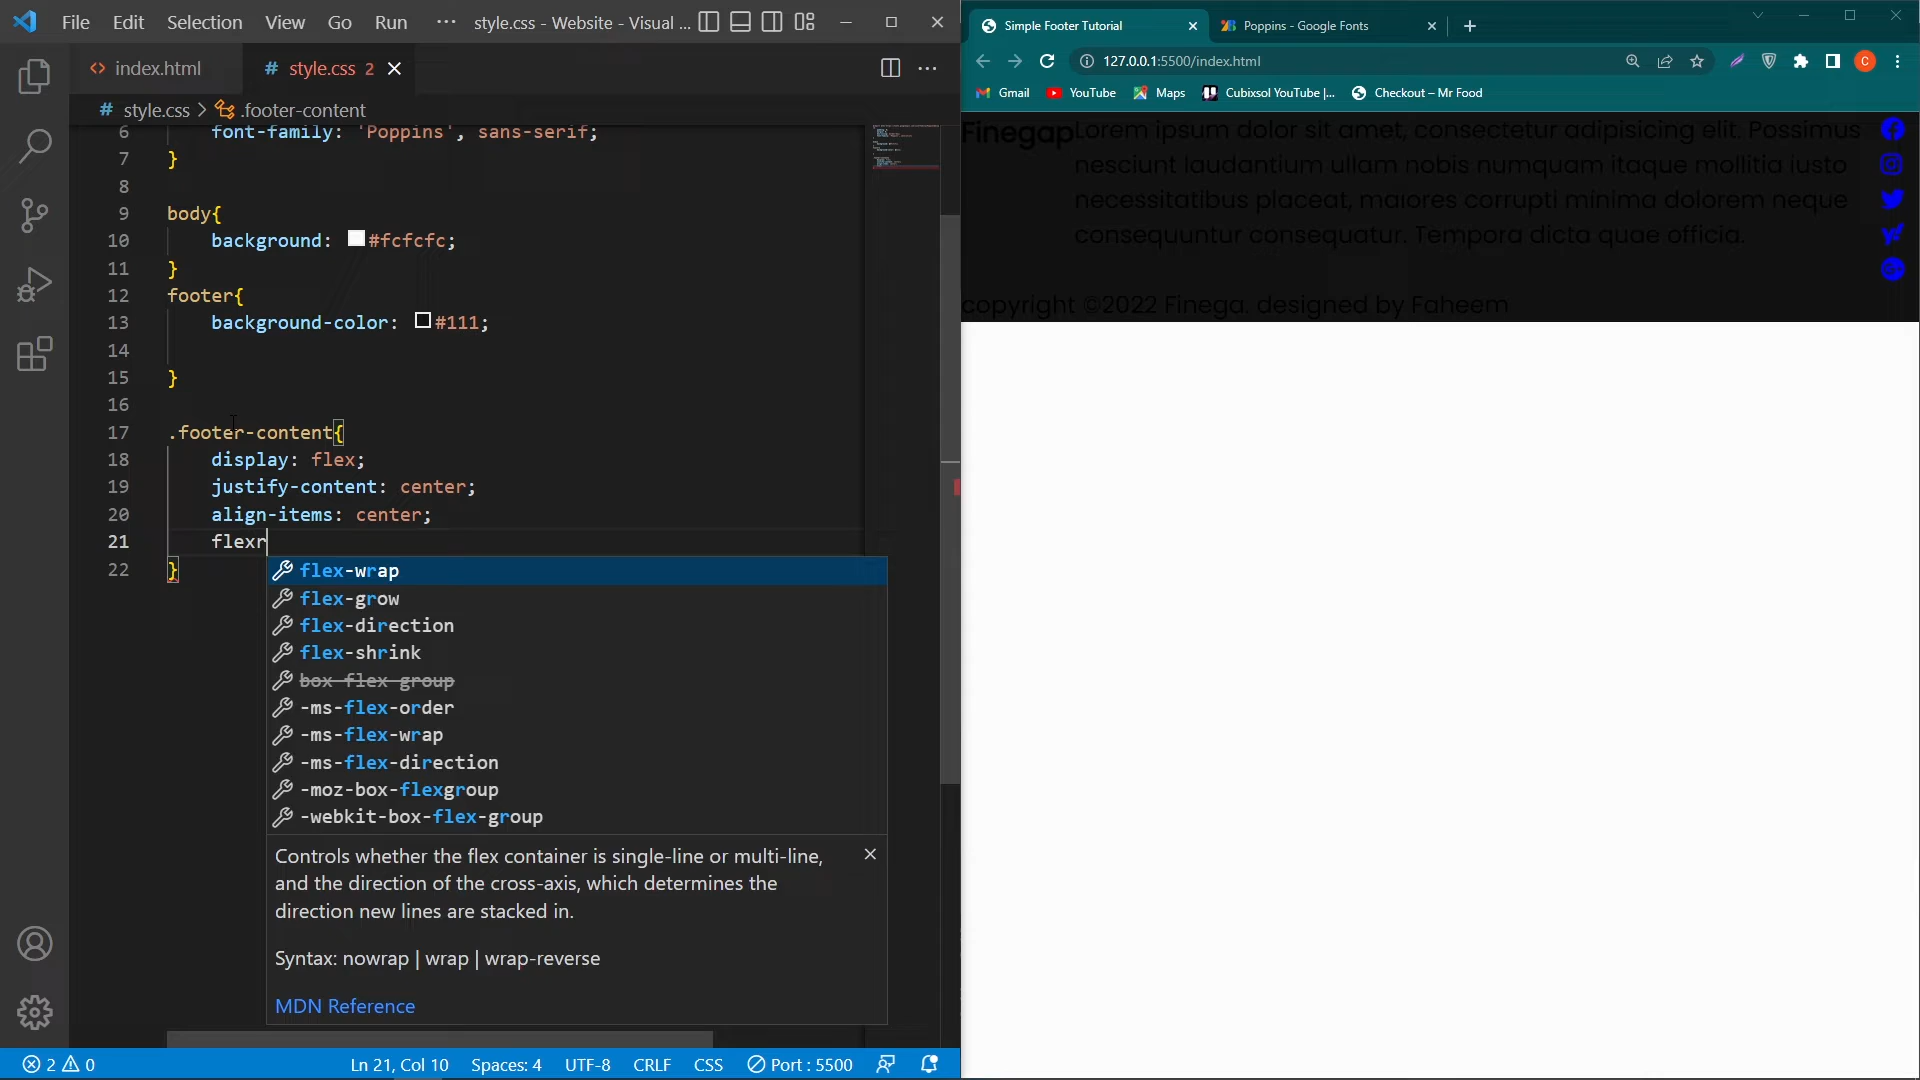 File Edit Selection View Go Run ··· style.css - Website - Visual ...
index.html
# style.css 2
# style.css > .footer-content
6 font-family: 'Poppins', sans-serif;
7 }
8
9 body{
10 background: #fcfcfc;
11 }
12 footer{
13 background-color: #111;
14
15 }
16
17 .footer-content{
18 display: flex;
19 justify-content: center;
20 align-items: center;
21 flexr
22 }
flex-wrap
flex-grow
flex-direction
flex-shrink
box-flex-group
-ms-flex-order
-ms-flex-wrap
-ms-flex-direction
-moz-box-flexgroup
-webkit-box-flex-group
Controls whether the flex container is single-line or multi-line,
and the direction of the cross-axis, which determines the
direction new lines are stacked in.
Syntax: nowrap | wrap | wrap-reverse
MDN Reference
2 0 Ln 21, Col 10 Spaces: 4 UTF-8 CRLF CSS Port : 5500
Simple Footer Tutorial
Poppins - Google Fonts
127.0.0.1:5500/index.html
C
Gmail YouTube Maps Cubixsol YouTube |... Checkout – Mr Food
Finegap
Lorem ipsum dolor sit amet, consectetur adipisicing elit. Possimus
nesciunt laudantium ullam nobis numquam itaque mollitia iusto
necessitatibus placeat, maiores corrupti minima dolorem neque
consequuntur consequatur. Tempora dicta quae officia.
copyright ©2022 Finega. designed by Faheem